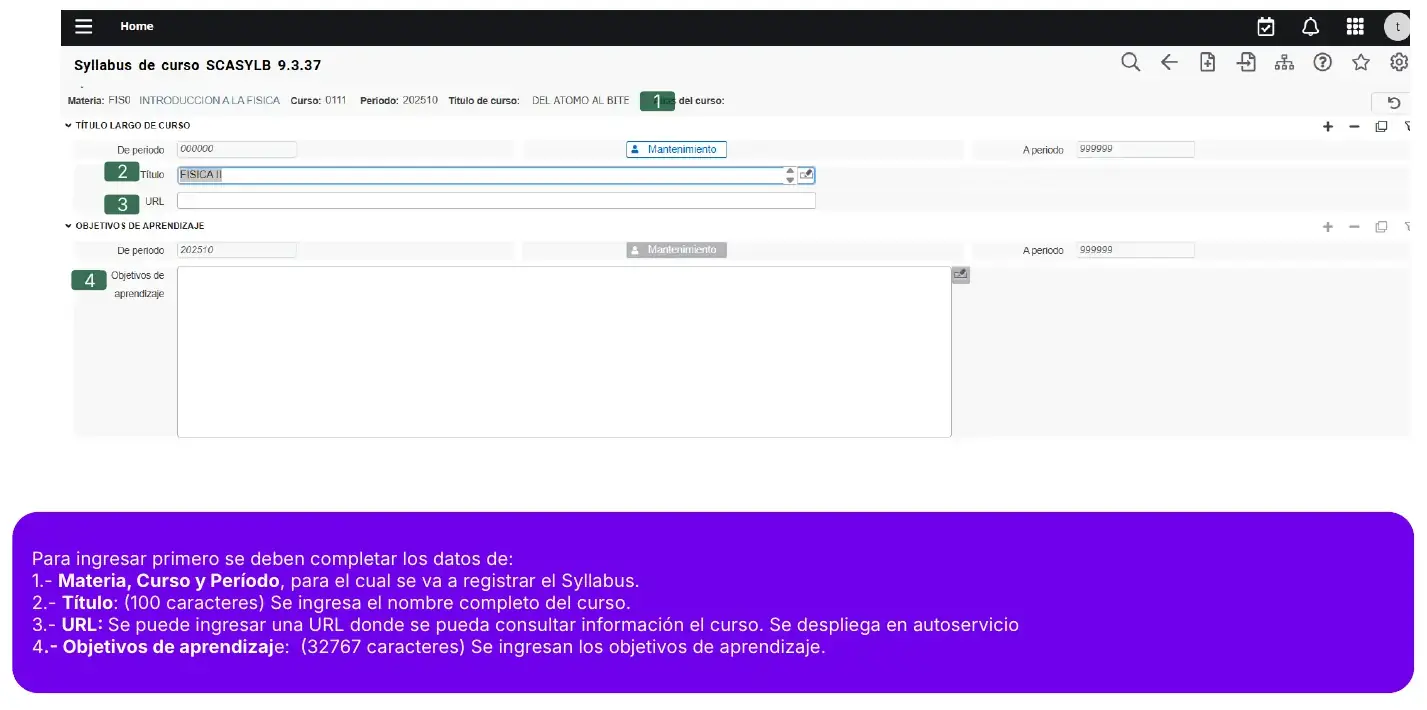 Home
t
Syllabus de curso SCASYLB 9.3.37
Materia: FIS0 INTRODUCCION A LA FISICA Curso: 0111 Periodo: 202510 Título de curso: DEL ATOMO AL BITE 1 del curso:
TÍTULO LARGO DE CURSO
De periodo 000000 Mantenimiento A periodo 999999
2 Título FISICA II
3 URL
OBJETIVOS DE APRENDIZAJE
De periodo 202510 Mantenimiento A periodo 999999
4 Objetivos de
aprendizaje
Para ingresar primero se deben completar los datos de:
1.- Materia, Curso y Período, para el cual se va a registrar el Syllabus.
2.- Título: (100 caracteres) Se ingresa el nombre completo del curso.
3.- URL: Se puede ingresar una URL donde se pueda consultar información el curso. Se despliega en autoservicio
4.- Objetivos de aprendizaje: (32767 caracteres) Se ingresan los objetivos de aprendizaje.